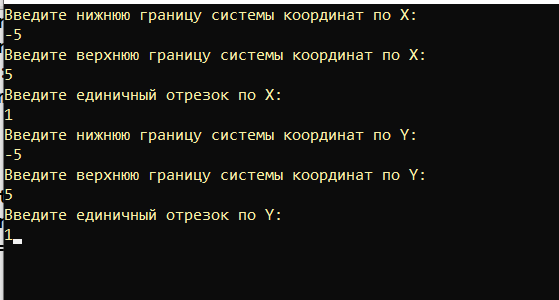 Введите нижнюю границу системы координат по X:
-5
Введите верхнюю границу системы координат по X:
5
Введите единичный отрезок по X:
1
Введите нижнюю границу системы координат по Y:
-5
Введите верхнюю границу системы координат по Y:
5
Введите единичный отрезок по Y:
1